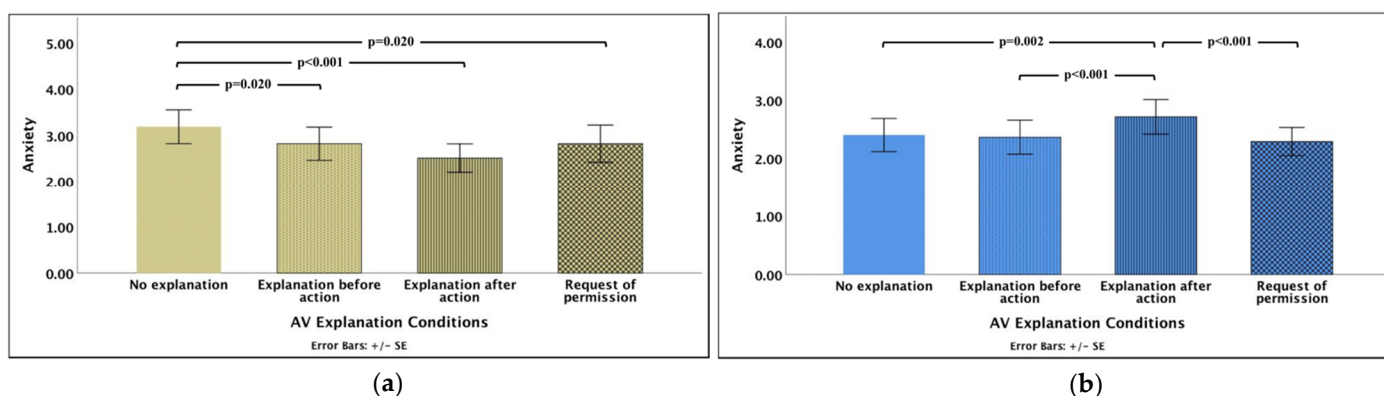 5.00
4.00
3.00
2.00
1.00
0.00
Anxiety
p=0.020
p<0.001
p=0.020
No explanation
Explanation before
action
Explanation after
action
Request of
permission
AV Explanation Conditions
Error Bars: +/- SE
(a)
4.00
3.00
2.00
1.00
0.00
Anxiety
p=0.002
p<0.001
p<0.001
No explanation
Explanation before
action
Explanation after
action
Request of
permission
AV Explanation Conditions
Error Bars: +/- SE
(b)